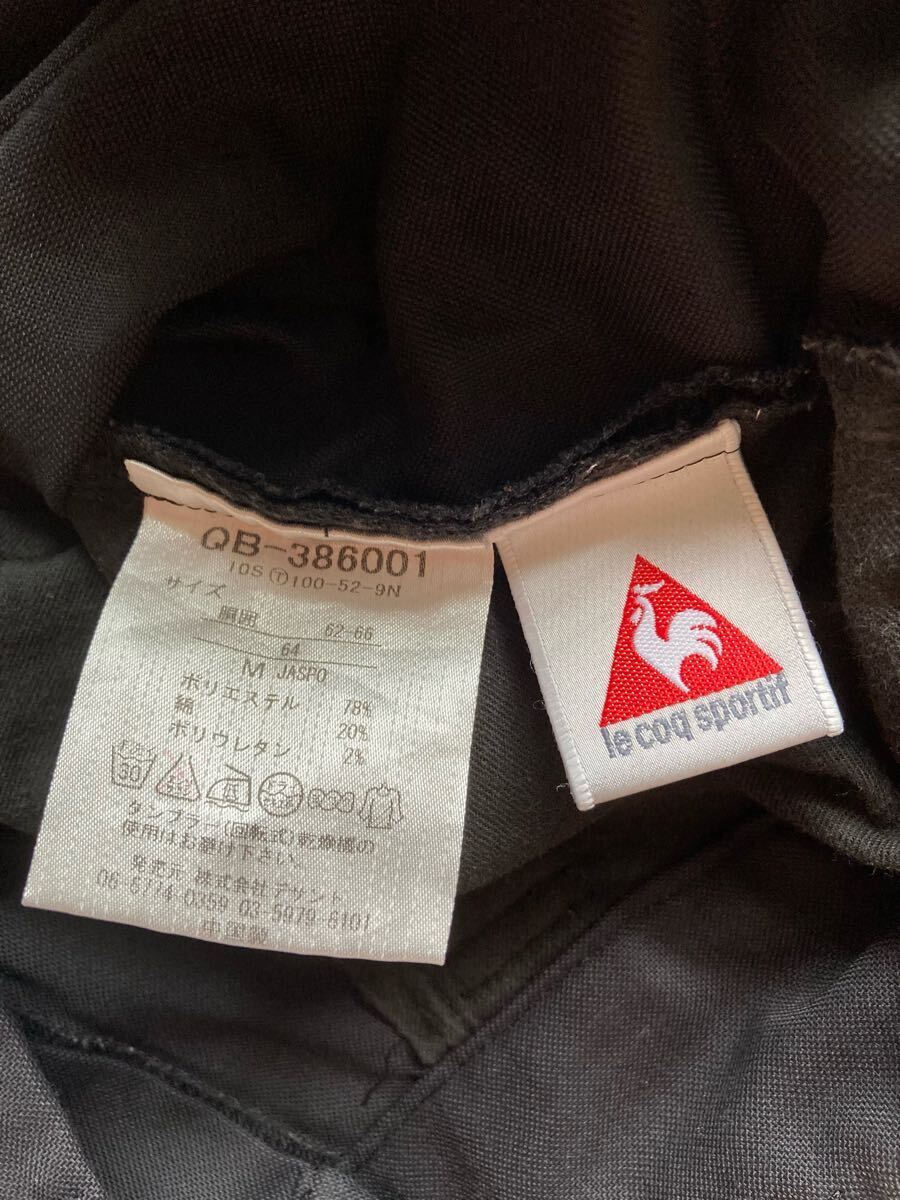 QB-386001
10S Ⓣ100-52-9N
サイズ
胴囲 62-66
64
M JASPO
ポリエステル 78%
綿 20%
ポリウレタン 2%
30
タンブラー(回転式)乾燥機の
使用はお避け下さい。
発売元 株式会社デサント
06-6774-0359 03-5979-6101
中国製
le coq sportif